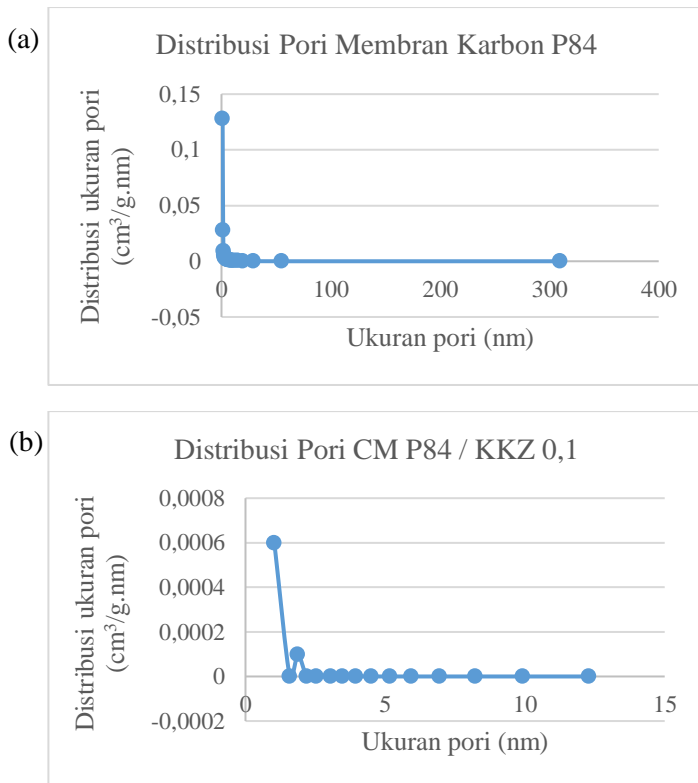 (a)
Distribusi Pori Membran Karbon P84
Distribusi ukuran pori
((cm³/g.nm)
0,15
0,1
0,05
0
-0,05
0
100
200
300
400
Ukuran pori (nm)
(b)
Distribusi Pori CM P84 / KKZ 0,1
Distribusi ukuran pori
((cm³/g.nm)
0,0008
0,0006
0,0004
0,0002
0
-0,0002
0
5
10
15
Ukuran pori (nm)